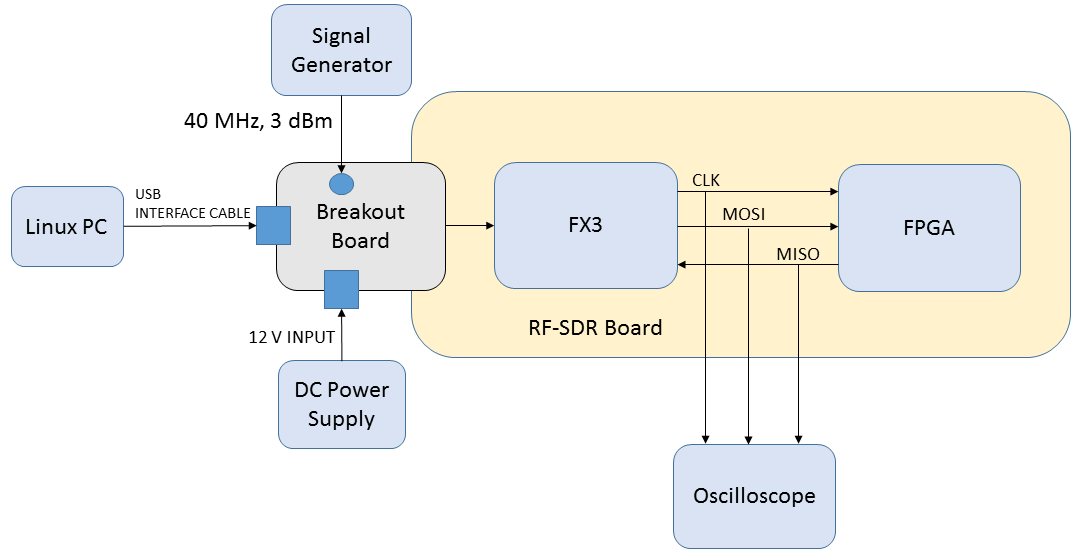 Signal
Generator
40 MHz, 3 dBm
Linux PC
USB
INTERFACE CABLE
Breakout
Board
12 V INPUT
DC Power
Supply
FX3
CLK
MOSI
MISO
FPGA
RF-SDR Board
Oscilloscope